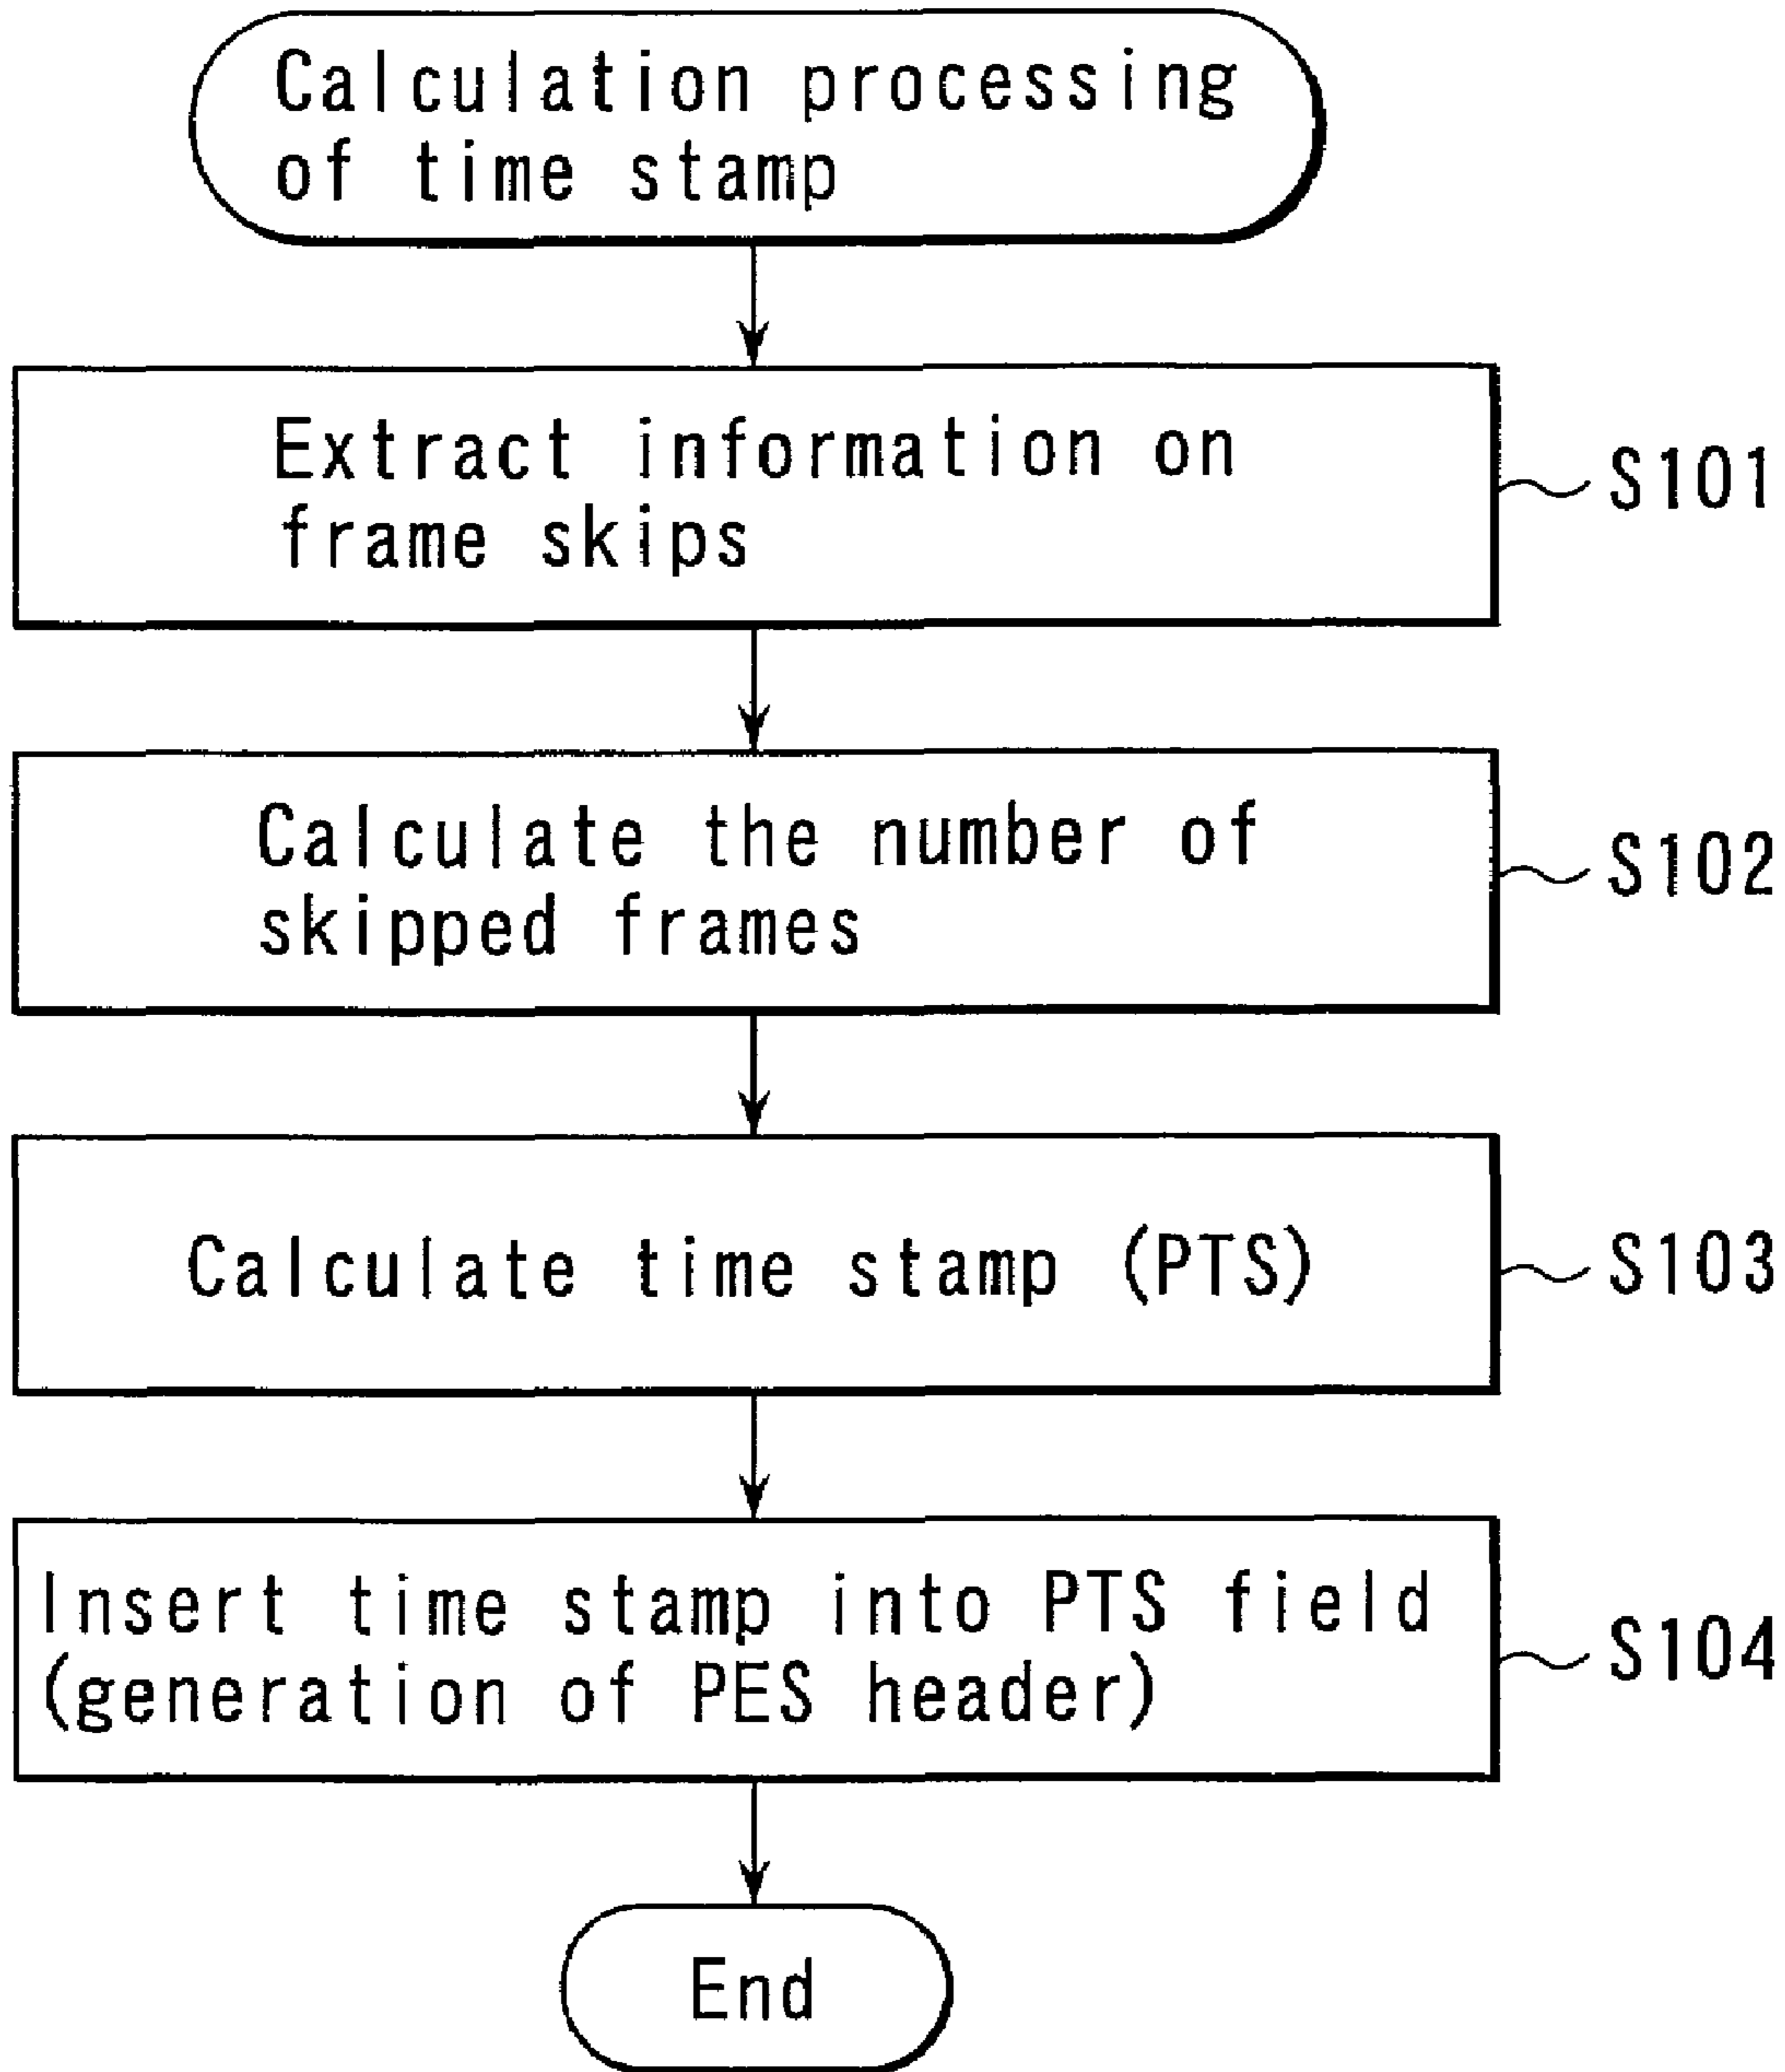 Calculation processing
of time stamp
Extract information on
frame skips
S101
Calculate the number of
skipped frames
S102
Calculate time stamp (PTS)
S103
Insert time stamp into PTS field
(generation of PES header)
S104
End